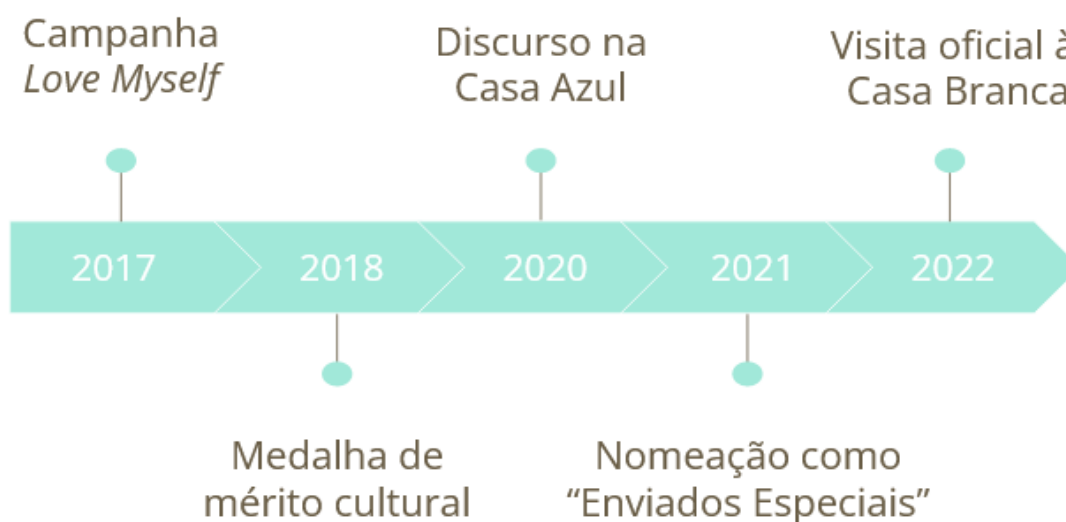 Campanha
Love Myself
Discurso na
Casa Azul
Visita oficial à
Casa Branca
2017
2018
2020
2021
2022
Medalha de
mérito cultural
Nomeação como
“Enviados Especiais”